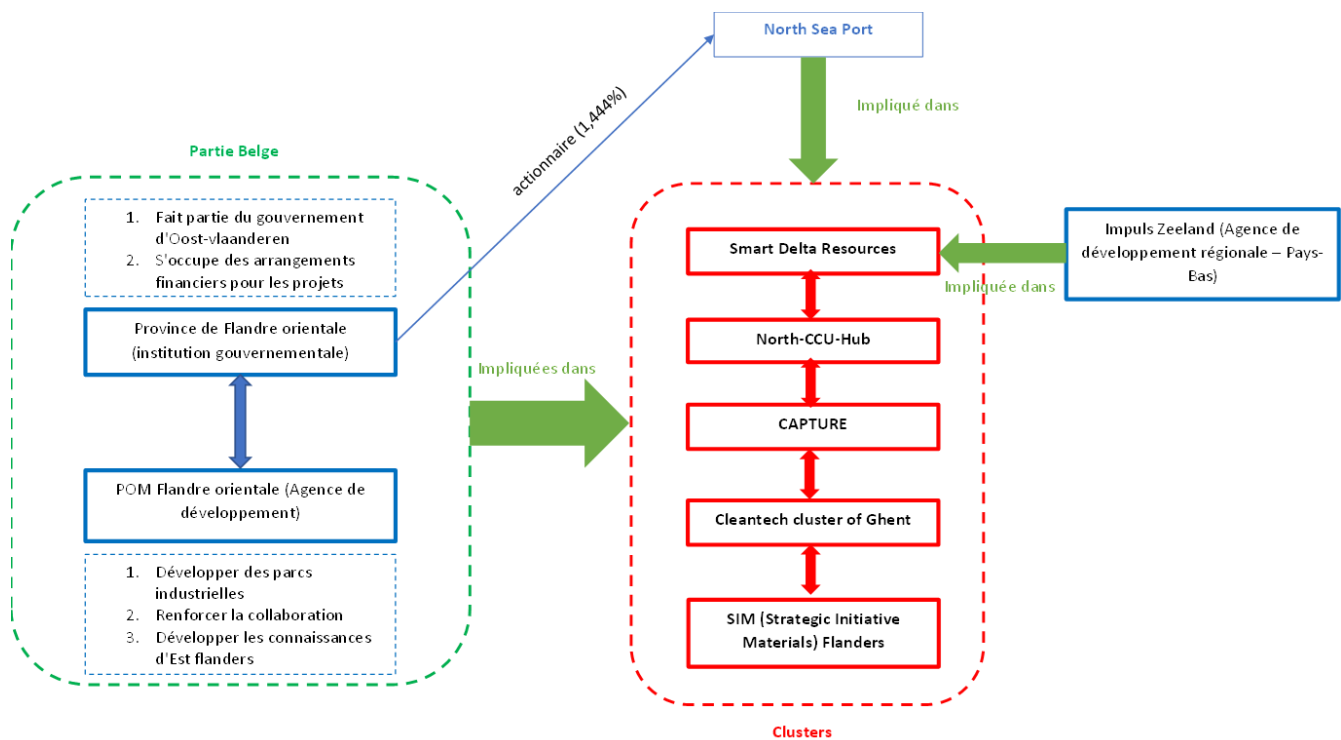 North Sea Port
Impliqué dans
actionnaire (1,444%)
Partie Belge
1. Fait partie du gouvernement
d'Oost-vlaanderen
2. S'occupe des arrangements
financiers pour les projets
Province de Flandre orientale
(institution gouvernementale)
Impliquées dans
POM Flandre orientale (Agence de
développement)
1. Développer des parcs
industrielles
2. Renforcer la collaboration
3. Développer les connaissances
d'Est flanders
Smart Delta Resources
North-CCU-Hub
CAPTURE
Cleantech cluster of Ghent
SIM (Strategic Initiative
Materials) Flanders
Clusters
Impliquée dans
Impuls Zeeland (Agence de
développement régionale – Pays-
Bas)